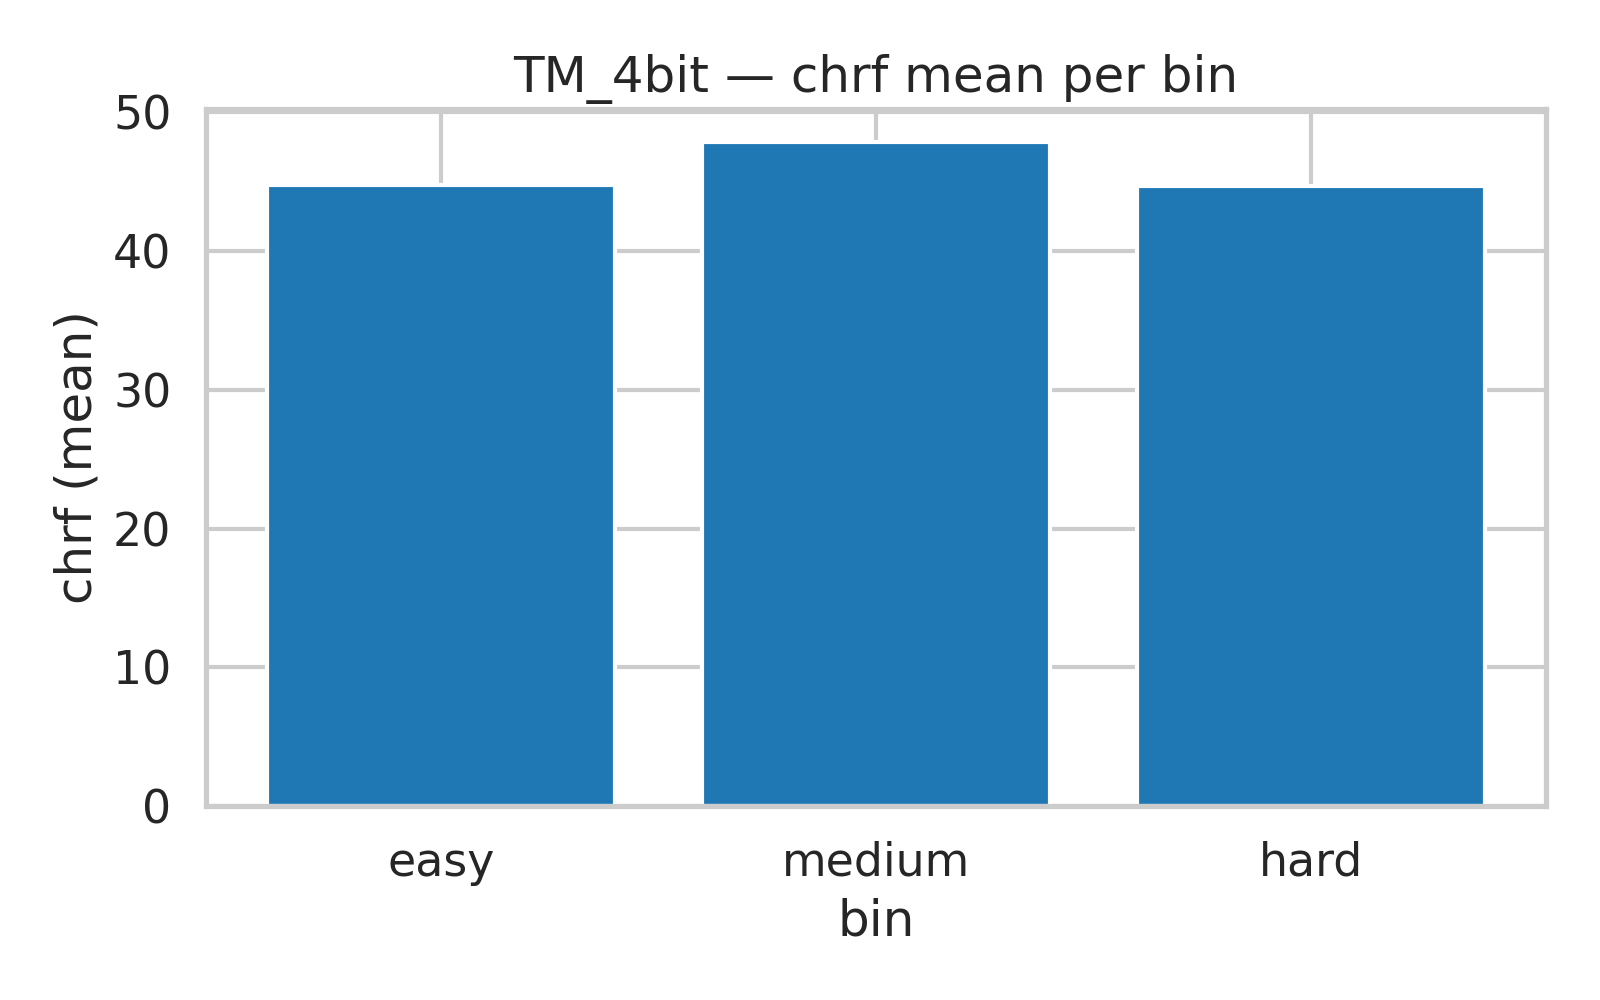 TM_4bit — chrf mean per bin
50
40
30
20
10
0
chrf (mean)
easy medium hard
bin